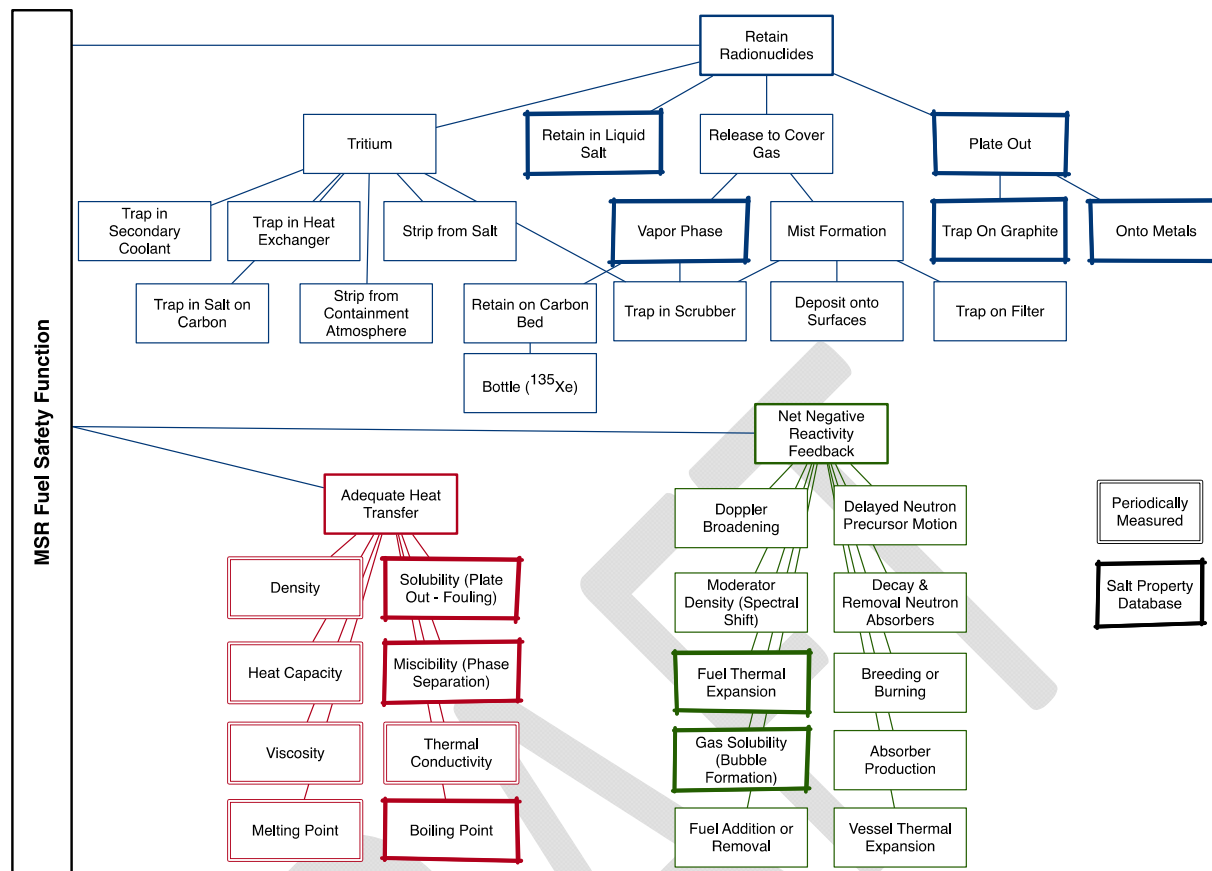 MSR Fuel Safety Function
Retain
Radionuclides
Tritium
Retain in Liquid
Salt
Release to Cover
Gas
Plate Out
Trap in
Secondary
Coolant
Trap in Heat
Exchanger
Strip from Salt
Vapor Phase
Mist Formation
Trap On Graphite
Onto Metals
Trap in Salt on
Carbon
Strip from
Containment
Atmosphere
Retain on Carbon
Bed
Trap in Scrubber
Deposit onto
Surfaces
Trap on Filter
Bottle (135Xe)
Net Negative
Reactivity
Feedback
Adequate Heat
Transfer
Doppler
Broadening
Delayed Neutron
Precursor Motion
Periodically
Measured
Density
Solubility (Plate
Out - Fouling)
Moderator
Density (Spectral
Shift)
Decay &
Removal Neutron
Absorbers
Salt Property
Database
Heat Capacity
Miscibility (Phase
Separation)
Fuel Thermal
Expansion
Breeding or
Burning
Viscosity
Thermal
Conductivity
Gas Solubility
(Bubble
Formation)
Absorber
Production
Melting Point
Boiling Point
Fuel Addition or
Removal
Vessel Thermal
Expansion